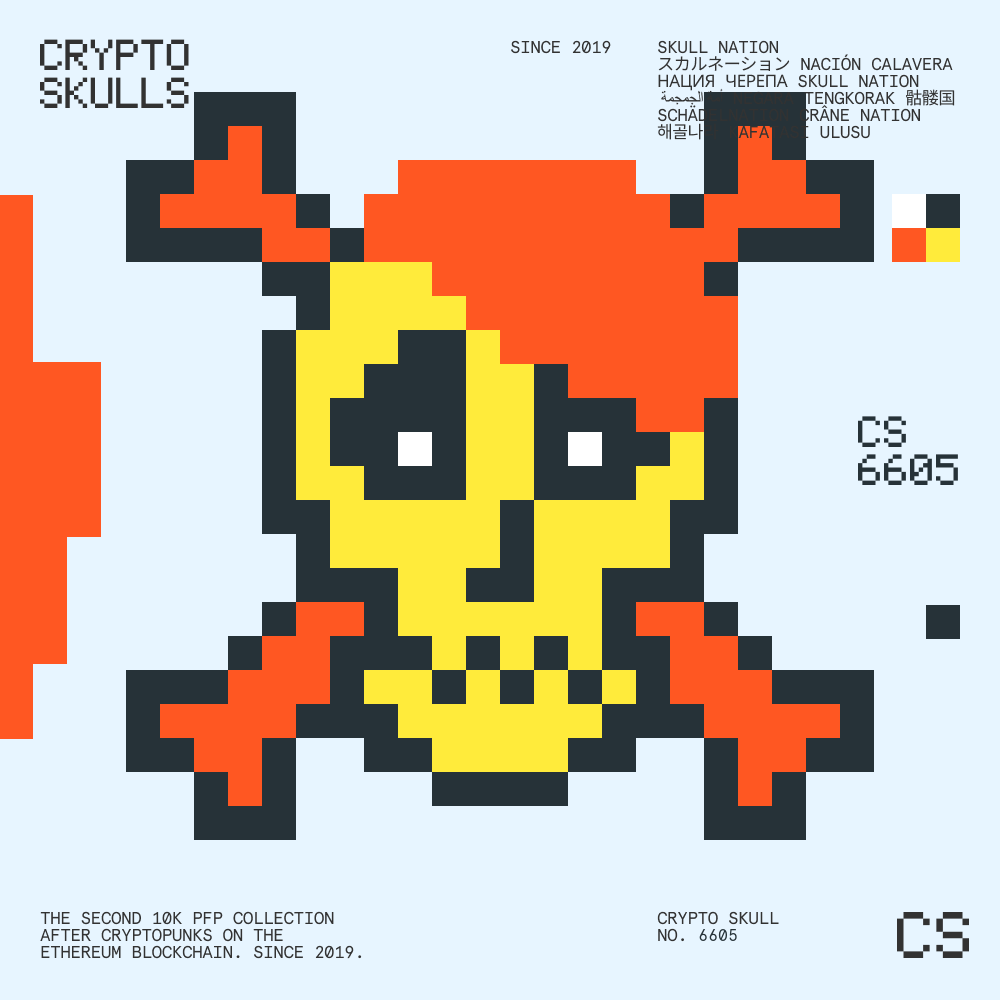 CRYPTO
SKULLS
SINCE 2019
SKULL NATION
スカルネーション NACIÓN CALAVERA
НАЦИЯ ЧЕРЕПА SKULL NATION
الجمجمة TENGKORAK 骷髅国
CRÂNE NATION
ULUSU
CS
6605
THE SECOND 10K PFP COLLECTION
AFTER CRYPTOPUNKS ON THE
ETHEREUM BLOCKCHAIN. SINCE 2019.
CRYPTO SKULL
NO. 6605
CS